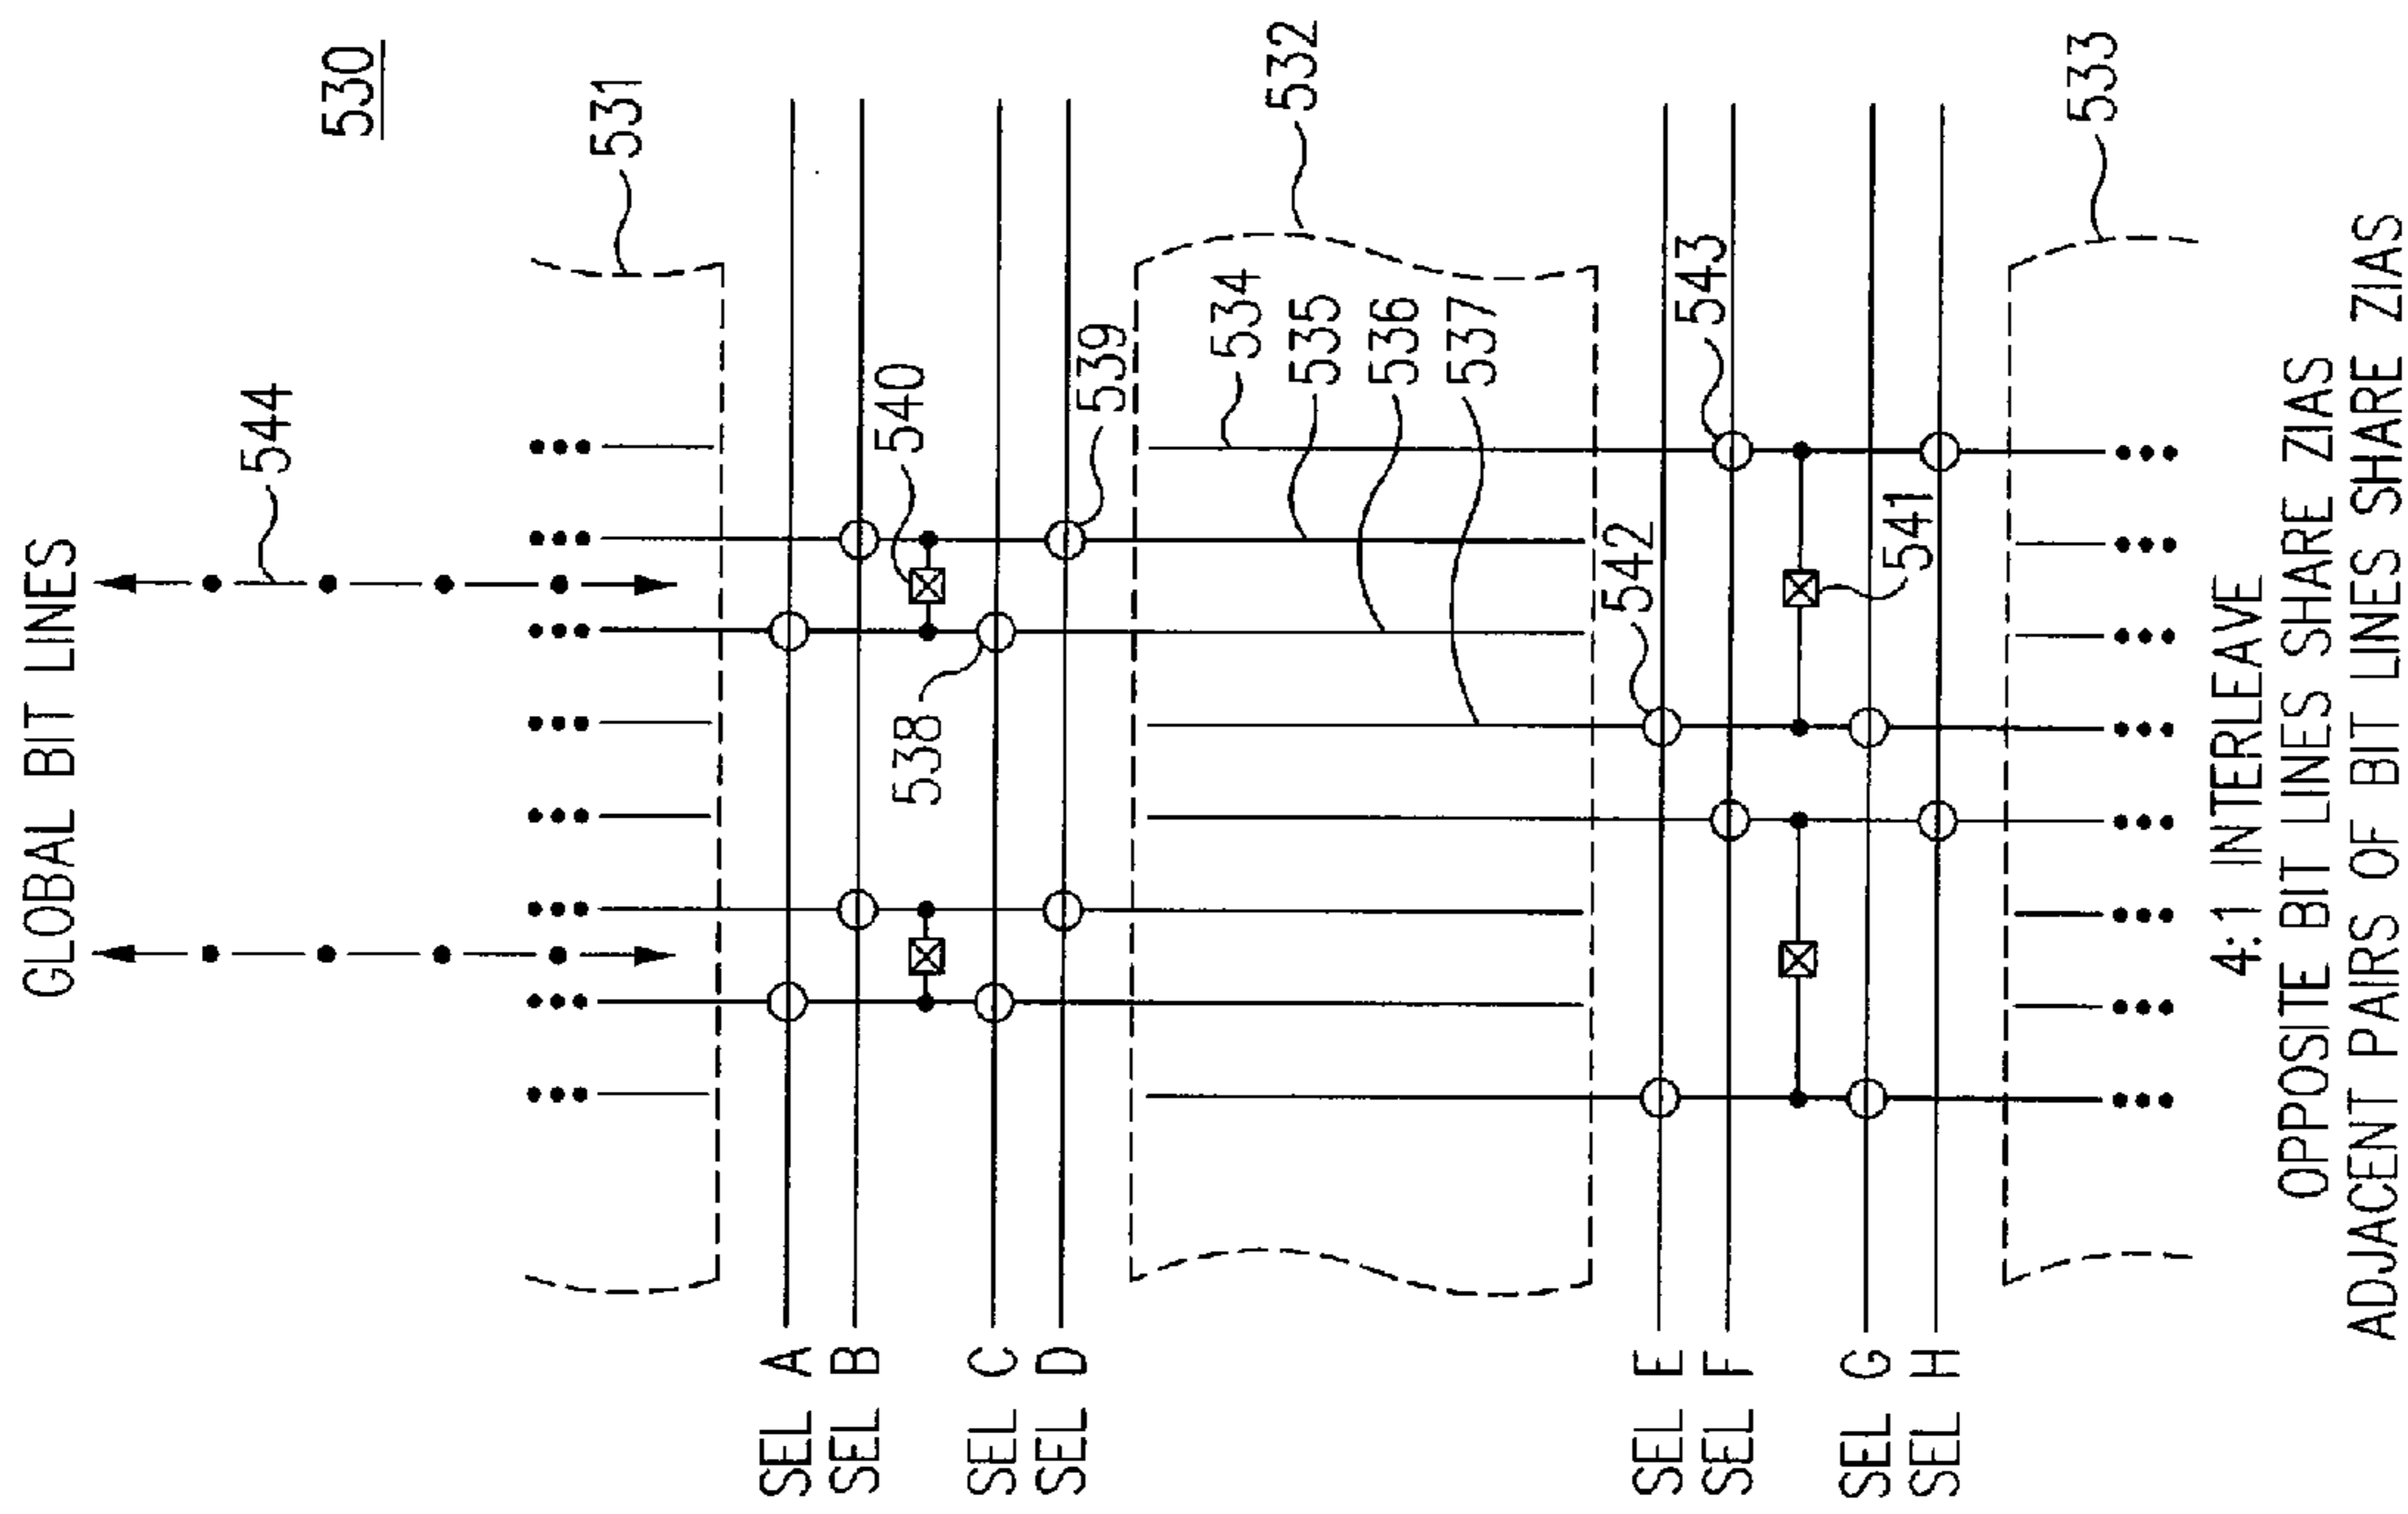 GLOBAL BIT LINES
530
544
531
SEL A
SEL B
540
538
SEL C
SEL D
539
532
534
535
536
537
542
543
SEL E
SEL F
541
SEL G
SEL H
533
4:1 INTERLEAVE
OPPOSITE BIT LINES SHARE ZIAS
ADJACENT PAIRS OF BIT LINES SHARE ZIAS